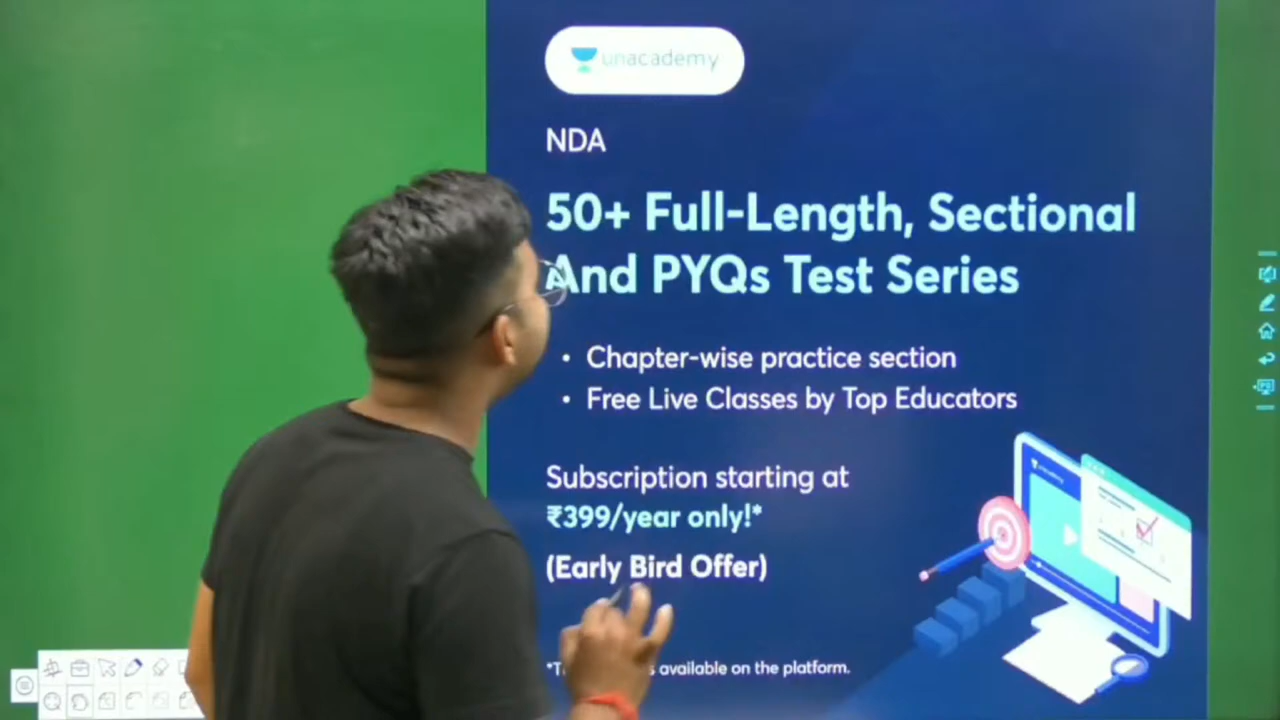 unacademy
NDA
50+ Full-Length, Sectional
And PYQs Test Series
• Chapter-wise practice section
• Free Live Classes by Top Educators
Subscription starting at
₹399/year only!*
(Early Bird Offer)
available on the platform.